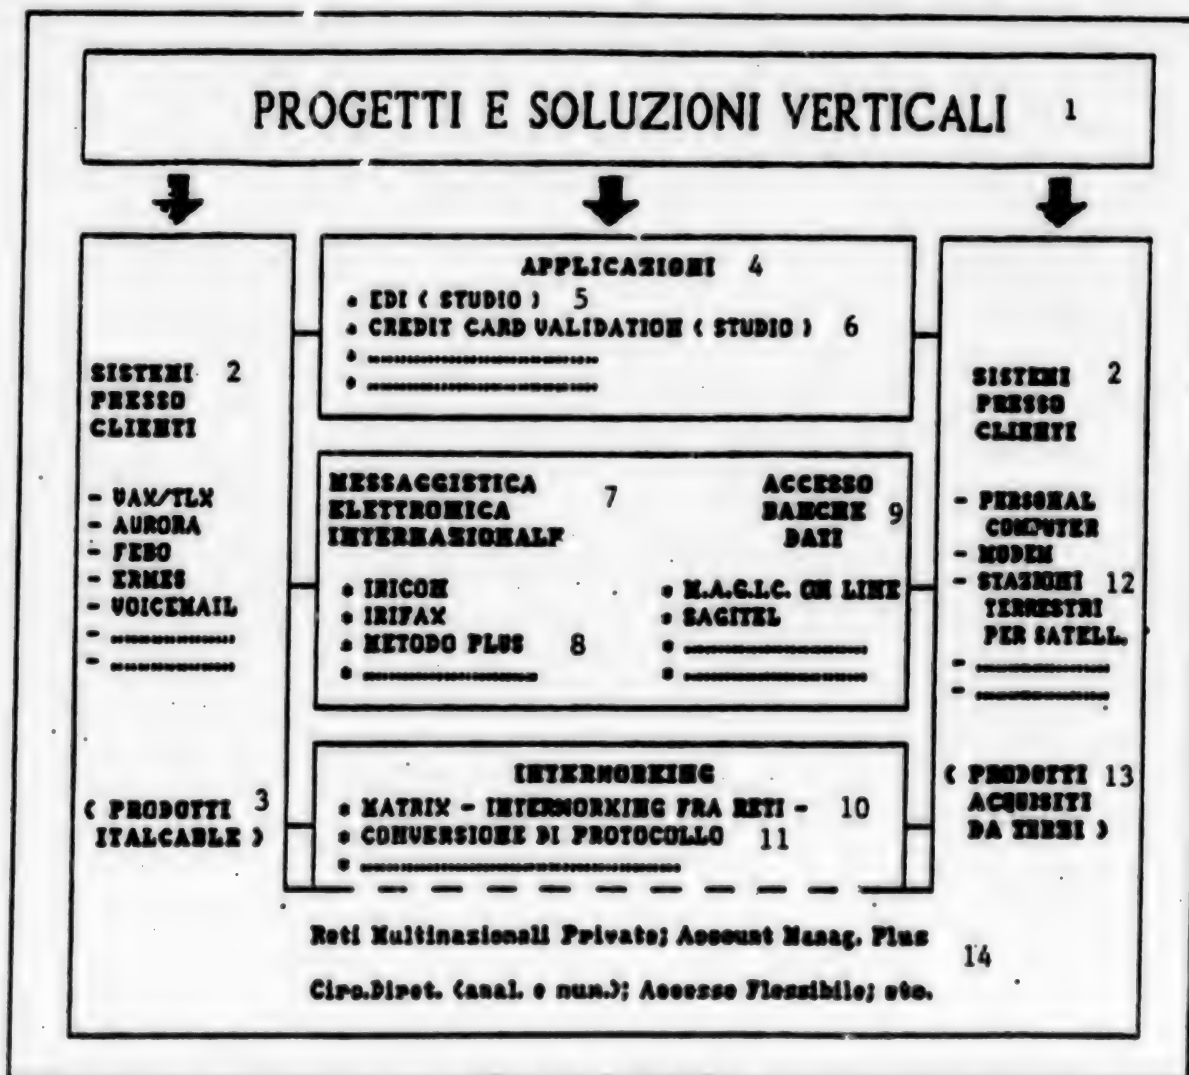 PROGETTI E SOLUZIONI VERTICALI 1
SISTEMI 2
PRESSO
CLIENTI
- VAX/TLX
- AURORA
- FEBO
- ERMES
- VOICEMAIL
( PRODOTTI 3
ITALCABLE )
APPLICAZIONI 4
* EDI ( STUDIO ) 5
* CREDIT CARD VALIDATION ( STUDIO ) 6
MESSAGGISTICA 7
ELETTRONICA
INTERNAZIONALE
* IRICON
* IRIFAX
* METODO PLUS 8
ACCESSO
BANCHE 9
DATI
* M.A.G.I.C. ON LINE
* SAGITEL
INTERWORKING
* MATRIX - INTERWORKING FRA RETI - 10
* CONVERSIONE DI PROTOCOLLO 11
SISTEMI 2
PRESSO
CLIENTI
- PERSONAL
COMPUTER
- MODEM
- STAZIONI 12
TERRESTRI
PER SATELL.
( PRODOTTI 13
ACQUISITI
DA TERZI )
Reti Multinazionali Private; Account Manag. Plus
14
Circ.Diret. (anal. e num.); Accesso Flessibile; etc.